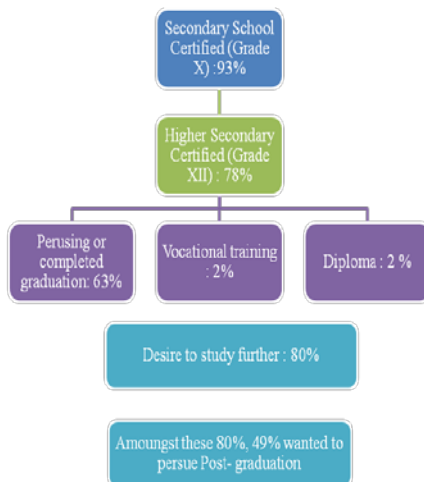 Secondary School
Certified (Grade
X) :93%
Higher Secondary
Certified (Grade
XII) : 78%
Perusing or
completed
graduation: 63%
Vocational training
: 2%
Diploma : 2 %
Desire to study further : 80%
Amoungst these 80%, 49% wanted to
persue Post- graduation